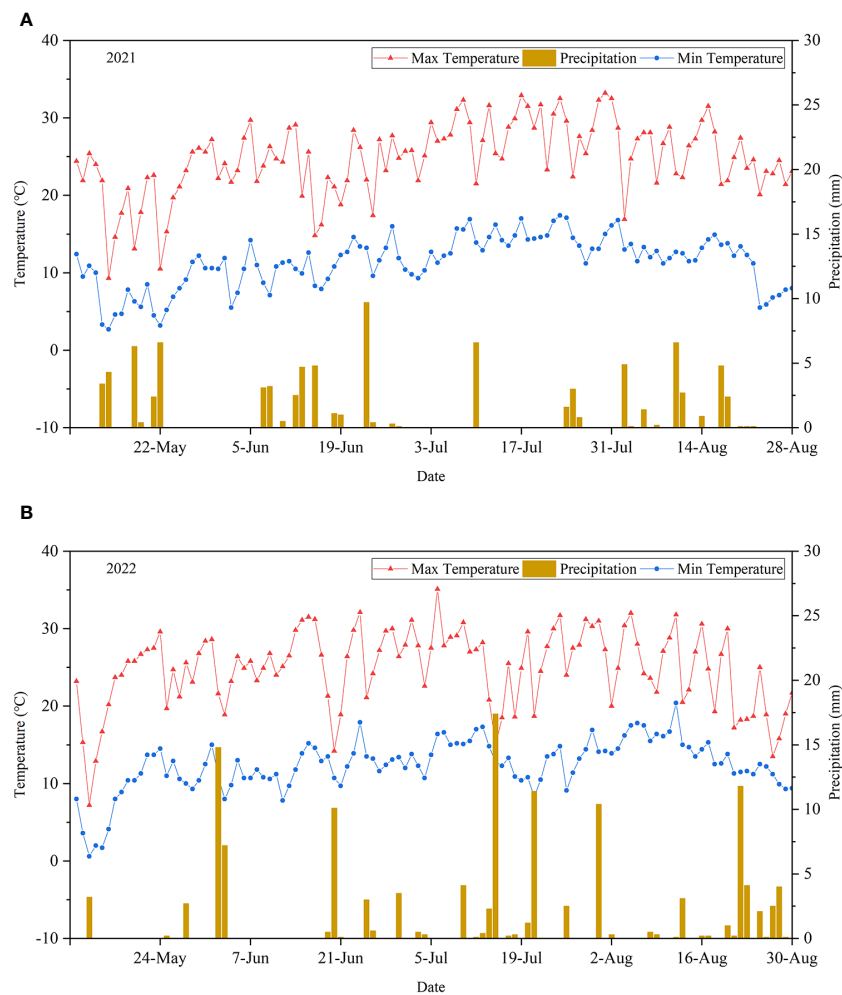 A
2021
Max Temperature Precipitation Min Temperature
40
30
20
10
0
-10
Temperature (℃)
30
25
20
15
10
5
0
Precipitation (mm)
22-May 5-Jun 19-Jun 3-Jul 17-Jul 31-Jul 14-Aug 28-Aug
Date
B
2022
Max Temperature Precipitation Min Temperature
40
30
20
10
0
-10
Temperature (℃)
30
25
20
15
10
5
0
Precipitation (mm)
24-May 7-Jun 21-Jun 5-Jul 19-Jul 2-Aug 16-Aug 30-Aug
Date